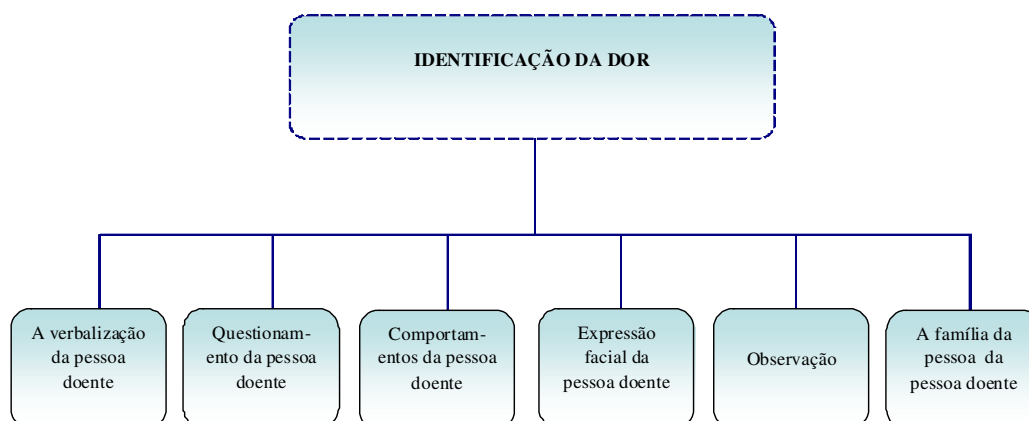 IDENTIFICAÇÃO DA DOR
A verbalização
da pessoa
doente
Questionam-
ento da pessoa
doente
Comportam-
entos da pessoa
doente
Expressão
facial da
pessoa doente
Observação
A família da
pessoa da
pessoa doente